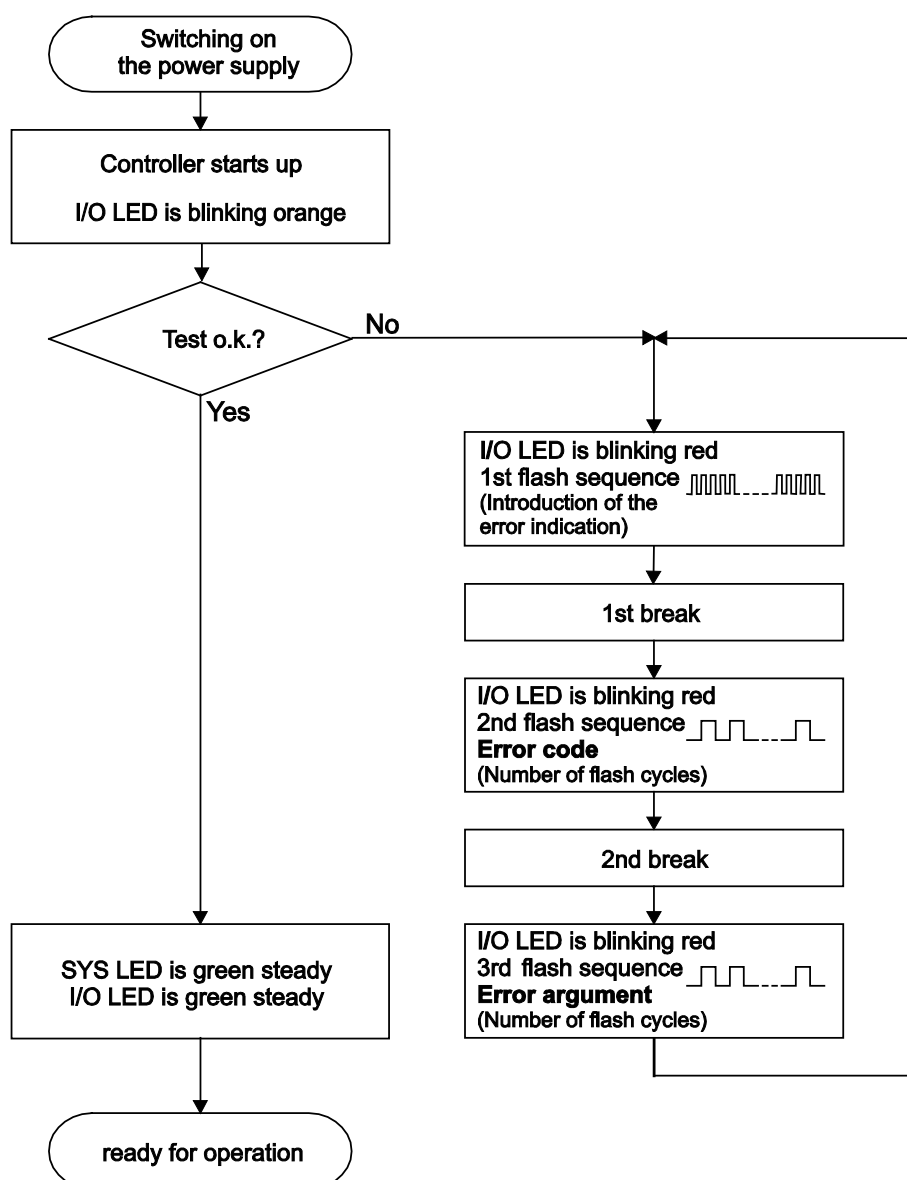 Switching on
the power supply
Controller starts up
I/O LED is blinking orange
Test o.k.?
No
Yes
I/O LED is blinking red
1st flash sequence
(Introduction of the
error indication)
1st break
I/O LED is blinking red
2nd flash sequence
Error code
(Number of flash cycles)
2nd break
I/O LED is blinking red
3rd flash sequence
Error argument
(Number of flash cycles)
SYS LED is green steady
I/O LED is green steady
ready for operation